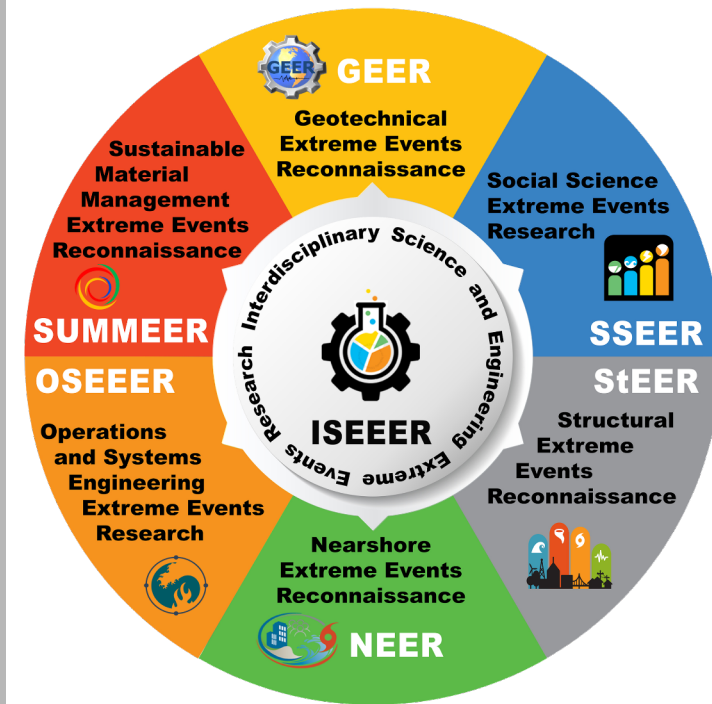 GEER
GEER
Geotechnical
Extreme Events
Reconnaissance
Social Science
Extreme Events
Research
SSEER
StEER
Structural
Extreme
Events
Reconnaissance
Nearshore
Extreme Events
Reconnaissance
NEER
OSEEER
Operations
and Systems
Engineering
Extreme Events
Research
Sustainable
Material
Management
Extreme Events
Reconnaissance
SUMMEER
Interdisciplinary Science and Engineering Extreme Events Research
ISEEER